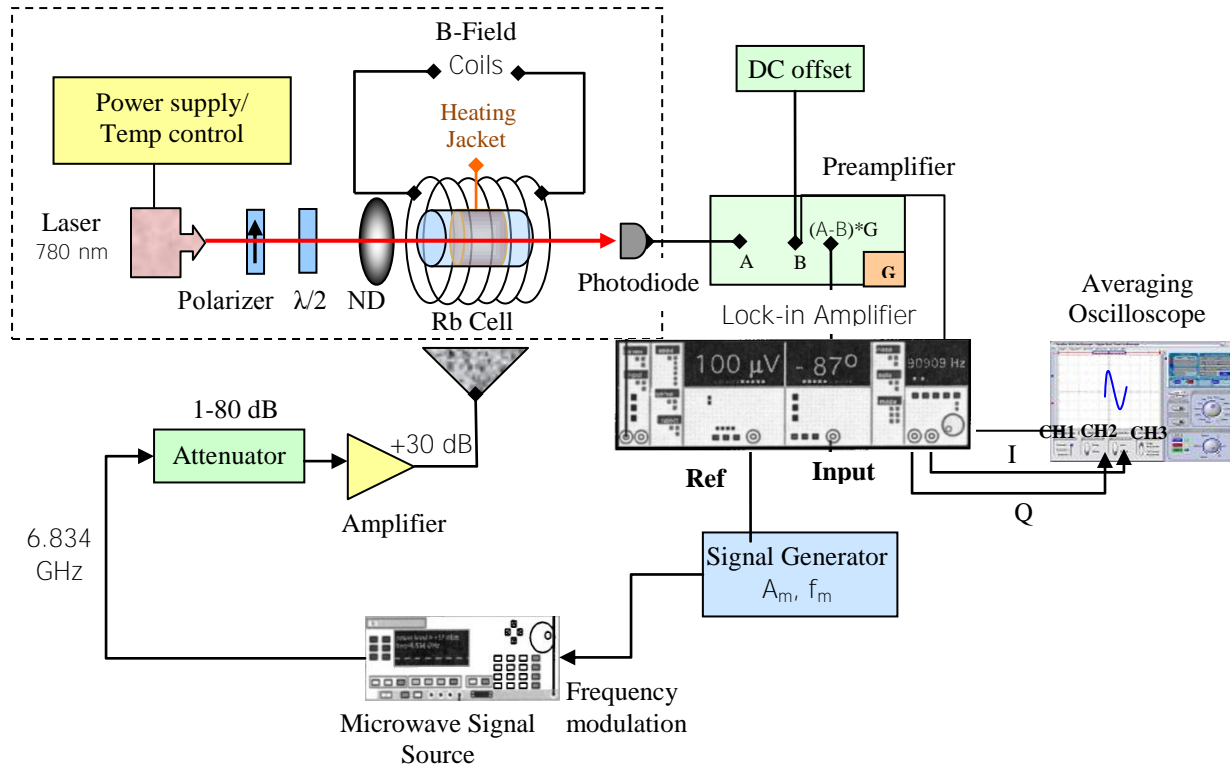 B-Field
Coils
DC offset
Power supply/
Temp control
Heating
Jacket
Preamplifier
Laser
780 nm
(A-B)*G
A
B
G
Polarizer
λ/2
ND
Rb Cell
Photodiode
Lock-in Amplifier
Averaging
Oscilloscope
100 μV
- 87º
90909 Hz
1-80 dB
Attenuator
+30 dB
Amplifier
CH1
CH2
CH3
Ref
Input
I
Q
6.834
GHz
Signal Generator
Am, fm
Frequency
modulation
Microwave Signal
Source